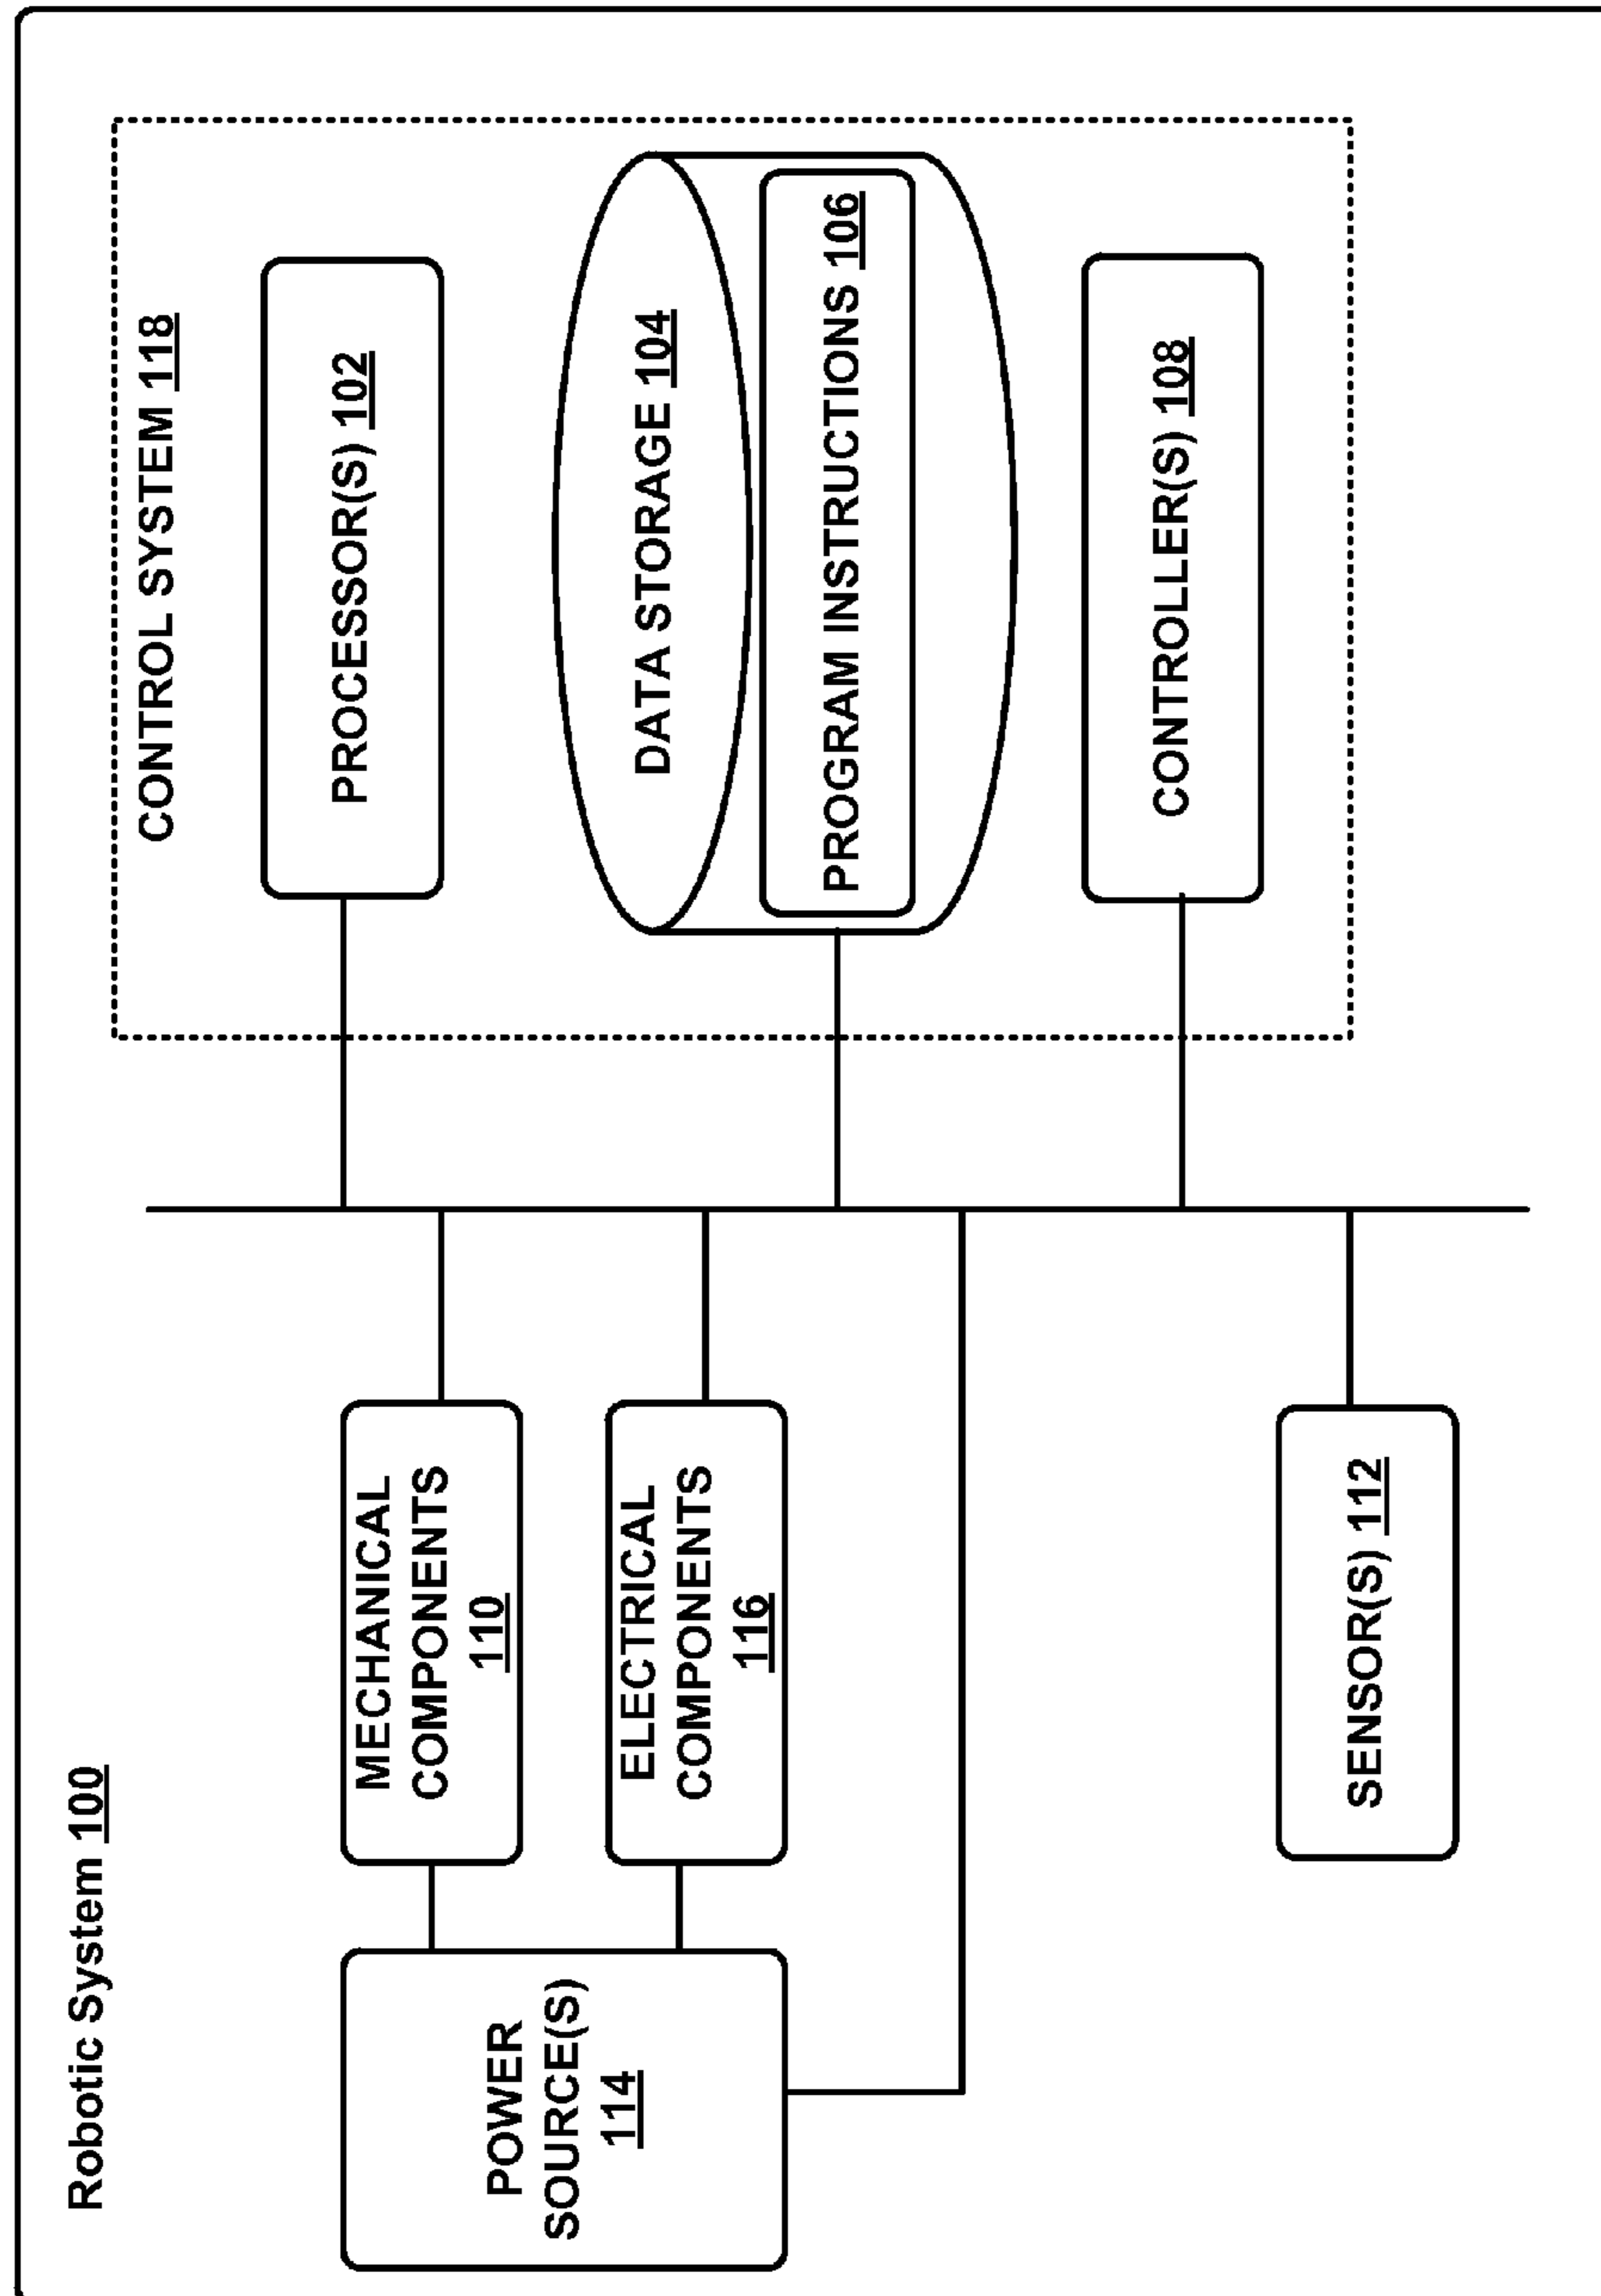 Robotic System 100
POWER
SOURCE(S)
114
MECHANICAL
COMPONENTS
110
ELECTRICAL
COMPONENTS
116
SENSOR(S) 112
CONTROL SYSTEM 118
PROCESSOR(S) 102
DATA STORAGE 104
PROGRAM INSTRUCTIONS 106
CONTROLLER(S) 108